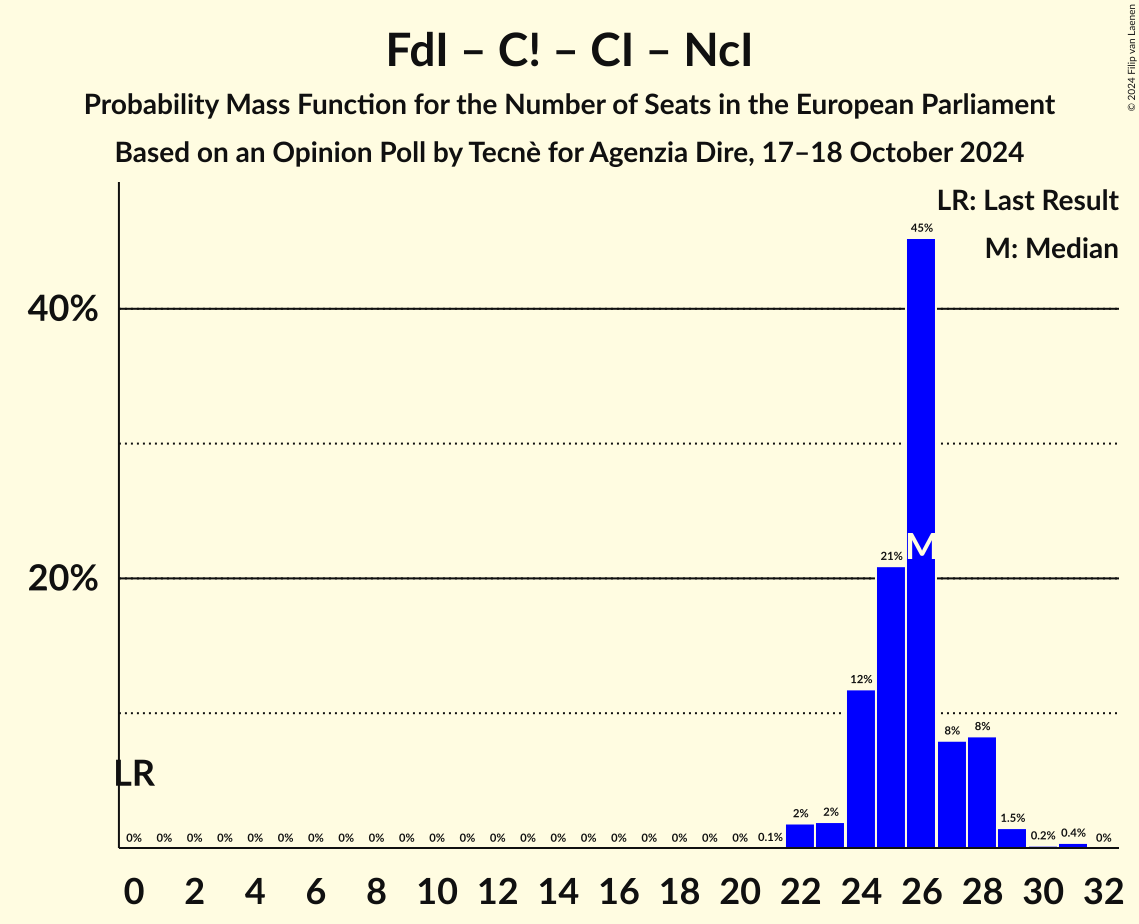 FdI – C! – CI – NcI
Probability Mass Function for the Number of Seats in the European Parliament
Based on an Opinion Poll by Tecnè for Agenzia Dire, 17–18 October 2024
© 2024 Filip van Laenen
LR: Last Result
M: Median
45%
40%
M
21%
20%
12%
8% 8%
LR
2% 2% 1.5%
0% 0% 0% 0% 0% 0% 0% 0% 0% 0% 0% 0% 0% 0% 0% 0% 0% 0% 0% 0% 0% 0.1% 0.2% 0.4% 0%
0 2 4 6 8 10 12 14 16 18 20 22 24 26 28 30 32